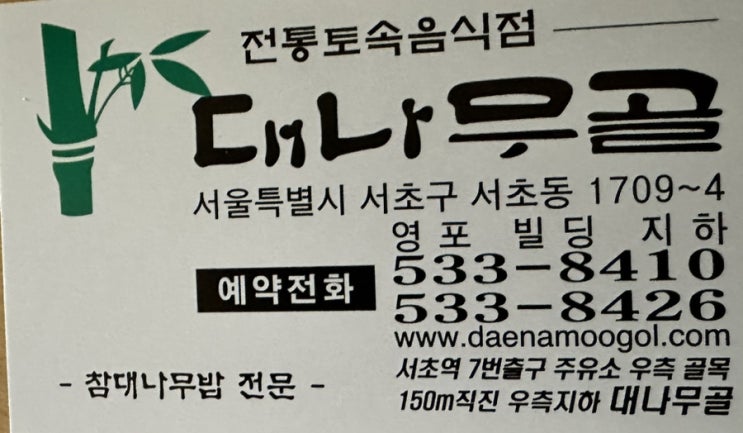 전통토속음식점
대나무골
서울특별시 서초구 서초동 1709~4
영포 빌딩 지하
예약전화 533-8410
533-8426
www.daenamoogol.com
- 참대나무밥 전문 -
서초역 7번출구 주유소 우측 골목
150m직진 우측지하 대나무골